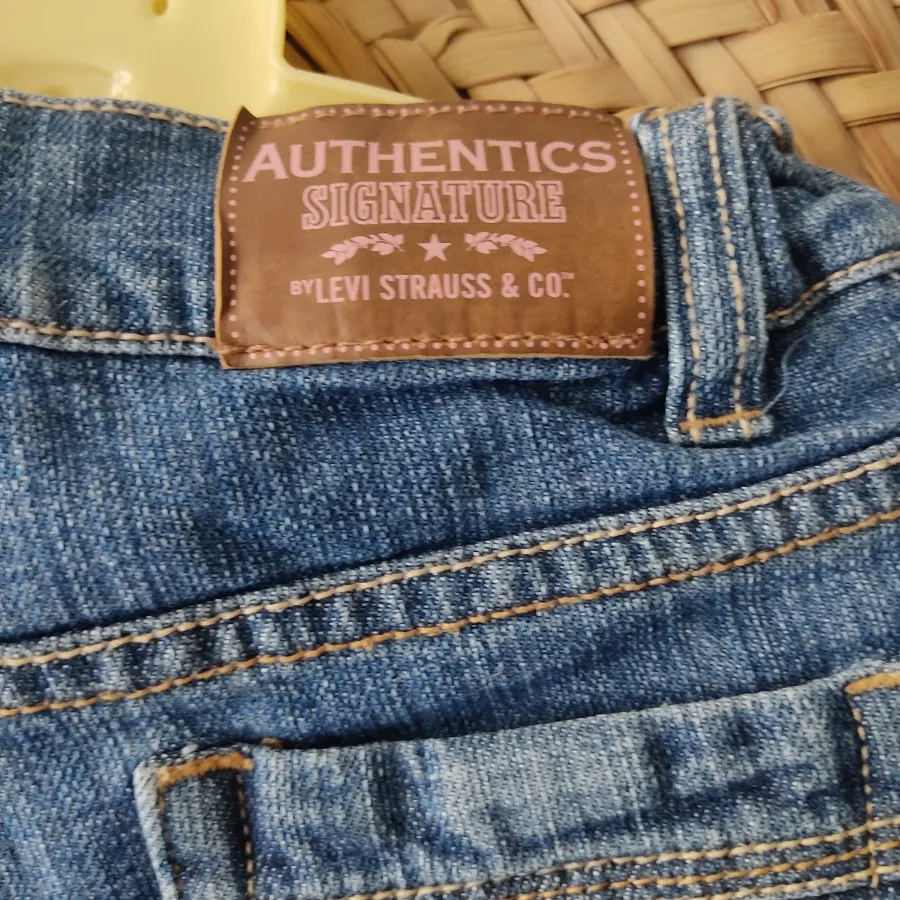 AUTHENTICS
SIGNATURE
BY LEVI STRAUSS & CO.™